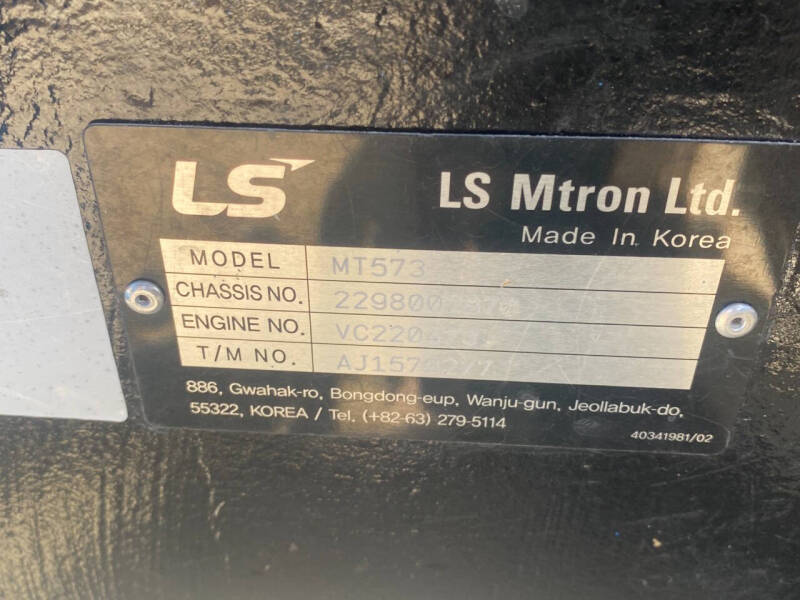 LS
LS Mtron Ltd.
Made In Korea
MODEL MT573
CHASSIS NO.
ENGINE NO.
T/M NO.
886, Gwahak-ro, Bongdong-eup, Wanju-gun, Jeollabuk-do,
55322, KOREA / Tel. (+82-63) 279-5114
40341981/02